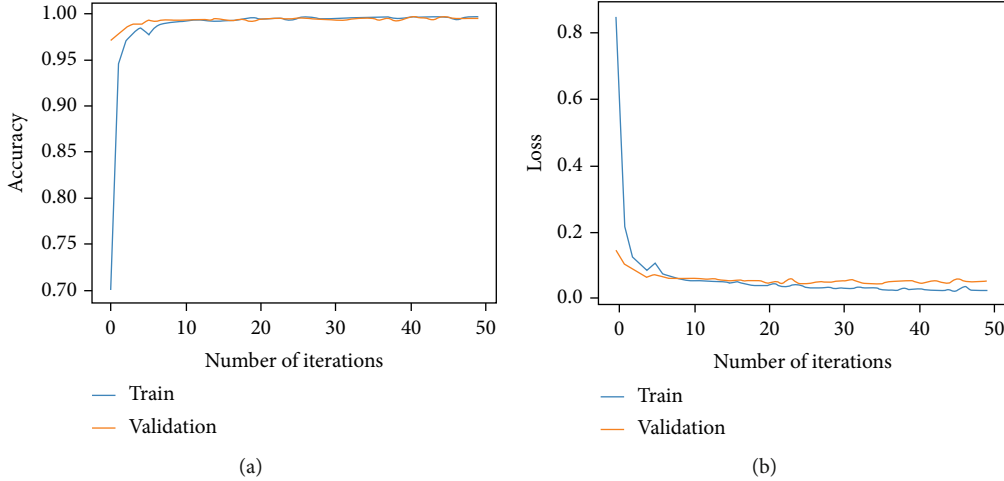 1.00
0.95
0.90
0.85
0.80
0.75
0.70
Accuracy
0 10 20 30 40 50
Number of iterations
Train
Validation
(a)
0.8
0.6
0.4
0.2
0.0
Loss
0 10 20 30 40 50
Number of iterations
Train
Validation
(b)